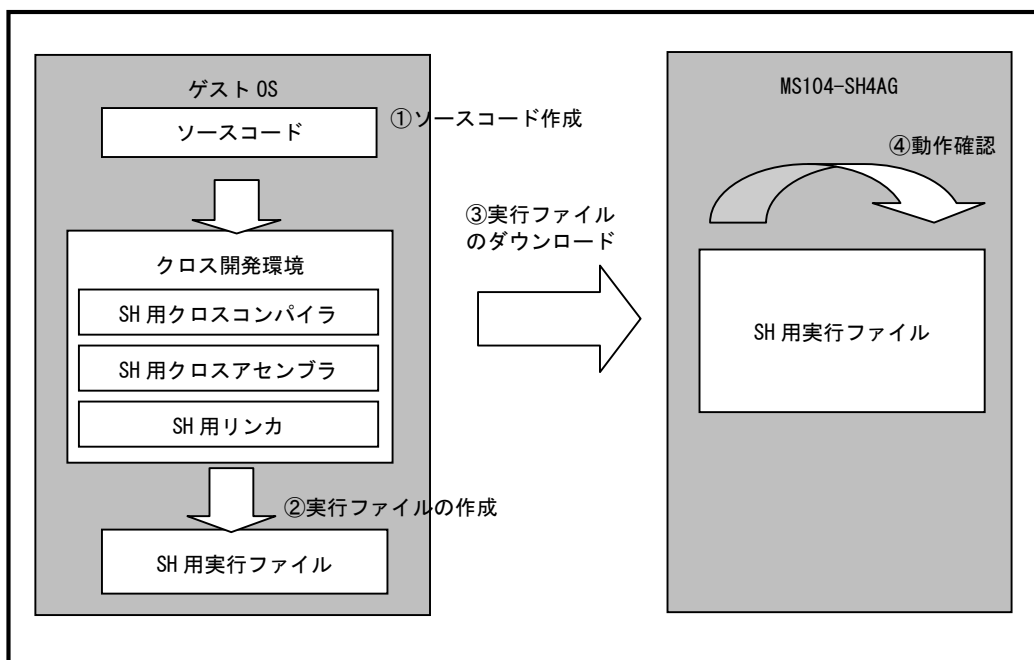 ゲスト OS
ソースコード
①ソースコード作成
クロス開発環境
SH 用クロスコンパイラ
SH 用クロスアセンブラ
SH 用リンカ
②実行ファイルの作成
SH 用実行ファイル
③実行ファイル
のダウンロード
MS104-SH4AG
④動作確認
SH 用実行ファイル